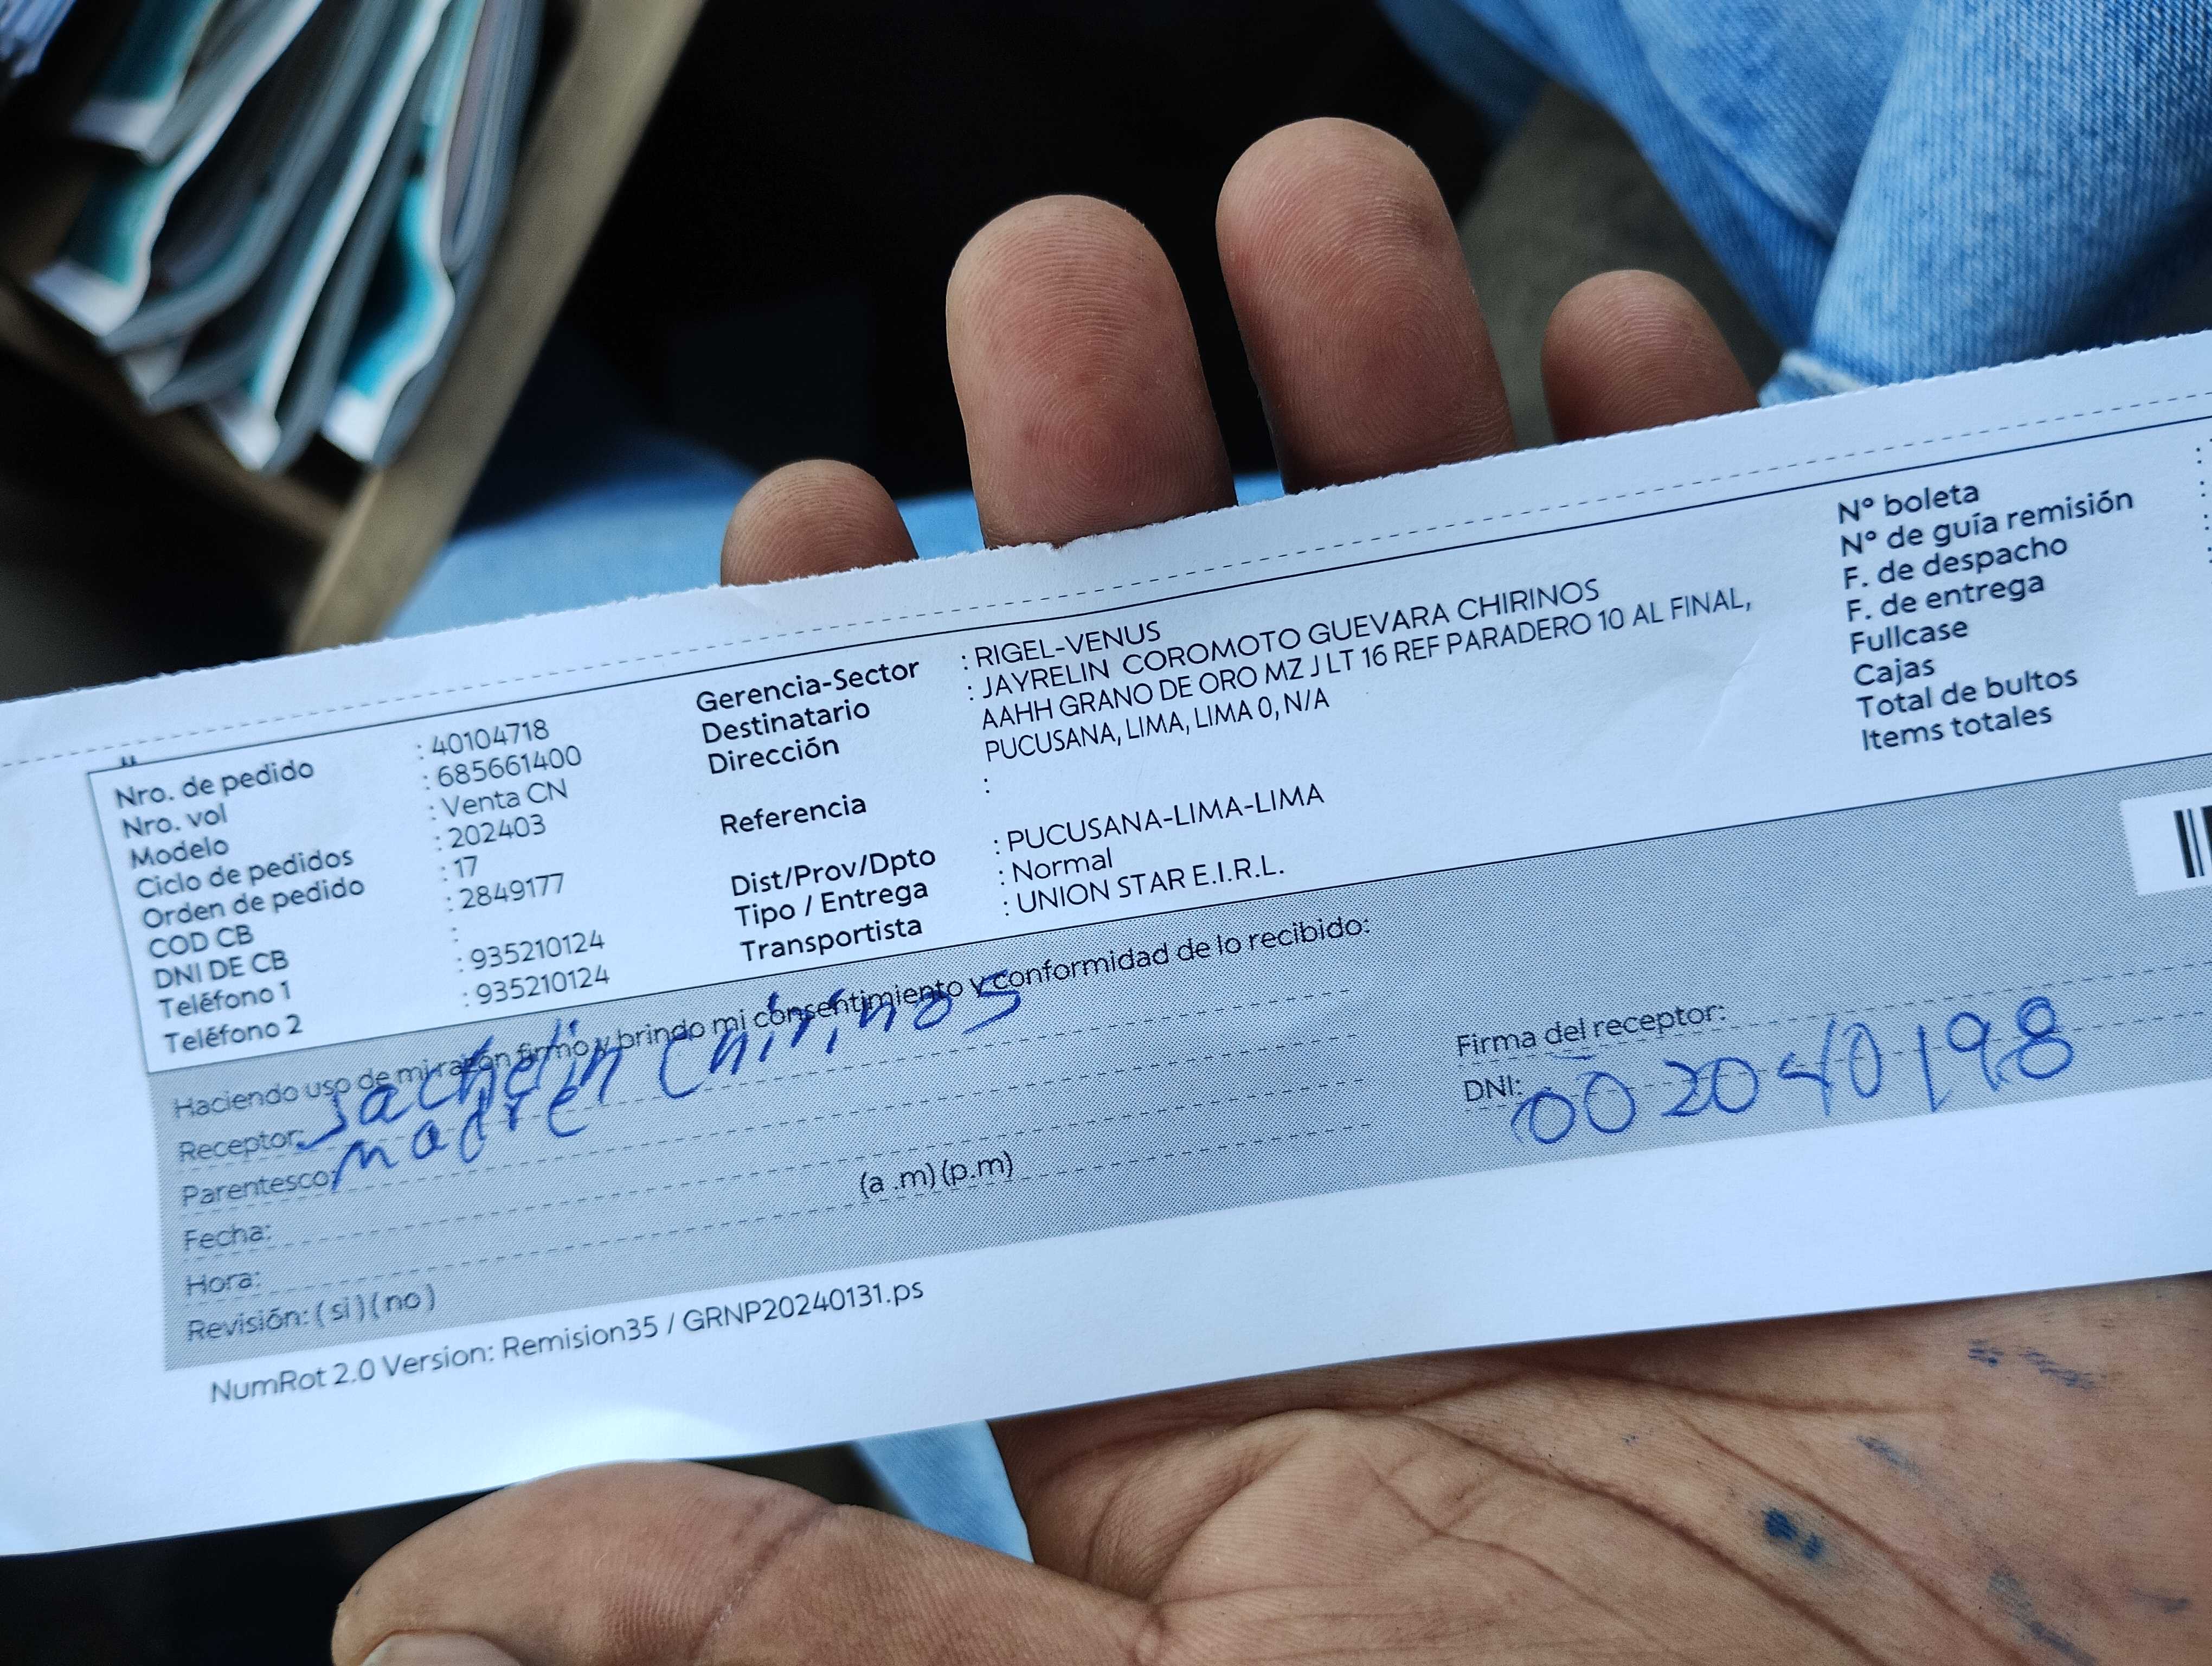 Nro. de pedido : 40104718
Nro. vol : 685661400
Modelo : Venta CN
Ciclo de pedidos : 202403
Orden de pedido : 17
COD CB : 2849177
DNI DE CB :
Teléfono 1 : 935210124
Teléfono 2 : 935210124
Gerencia-Sector : RIGEL-VENUS
Destinatario : JAYRELIN COROMOTO GUEVARA CHIRINOS
Dirección AAHH GRANO DE ORO MZ J LT 16 REF PARADERO 10 AL FINAL,
PUCUSANA, LIMA, LIMA 0, N/A
Referencia :
Dist/Prov/Dpto : PUCUSANA-LIMA-LIMA
Tipo / Entrega : Normal
Transportista : UNION STAR E.I.R.L.
N° boleta :
N° de guía remisión :
F. de despacho :
F. de entrega :
Fullcase
Cajas
Total de bultos
Items totales
Haciendo uso de mi razón firmo y brindo mi consentimiento y conformidad de lo recibido:
Receptor: Jachelin Chirinos
Parentesco: madre
Fecha:
Hora: (a .m) (p.m)
Revisión: ( si ) ( no )
Firma del receptor:
DNI: 002040198
NumRot 2.0 Version: Remision35 / GRNP20240131.ps